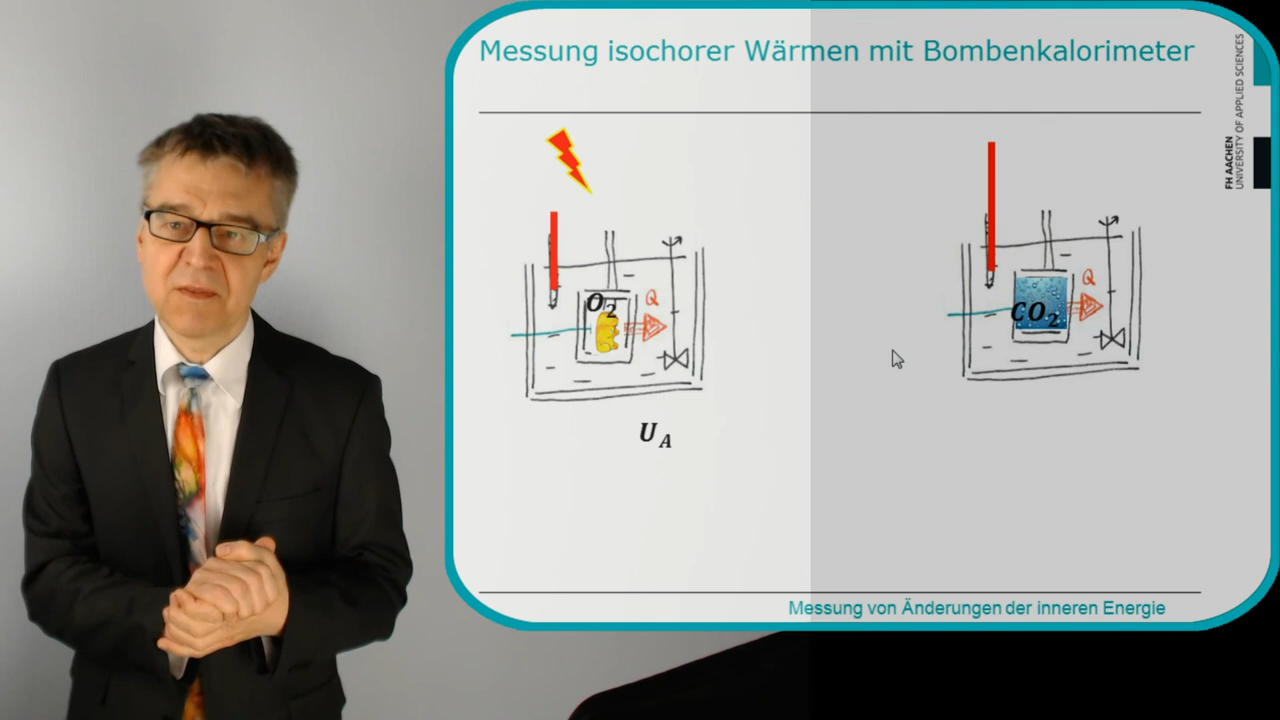 Messung isochorer Wärmen mit Bombenkalorimeter
FH AACHEN
UNIVERSITY OF APPLIED SCIENCES
O2
Q
CO2
Q
UA
Messung von Änderungen der inneren Energie